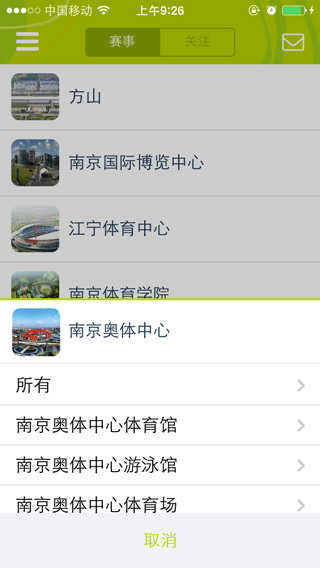 中国移动 上午9:26
赛事 关注
方山
南京国际博览中心
江宁体育中心
南京体育学院
南京奥体中心
所有
南京奥体中心体育馆
南京奥体中心游泳馆
南京奥体中心体育场
取消